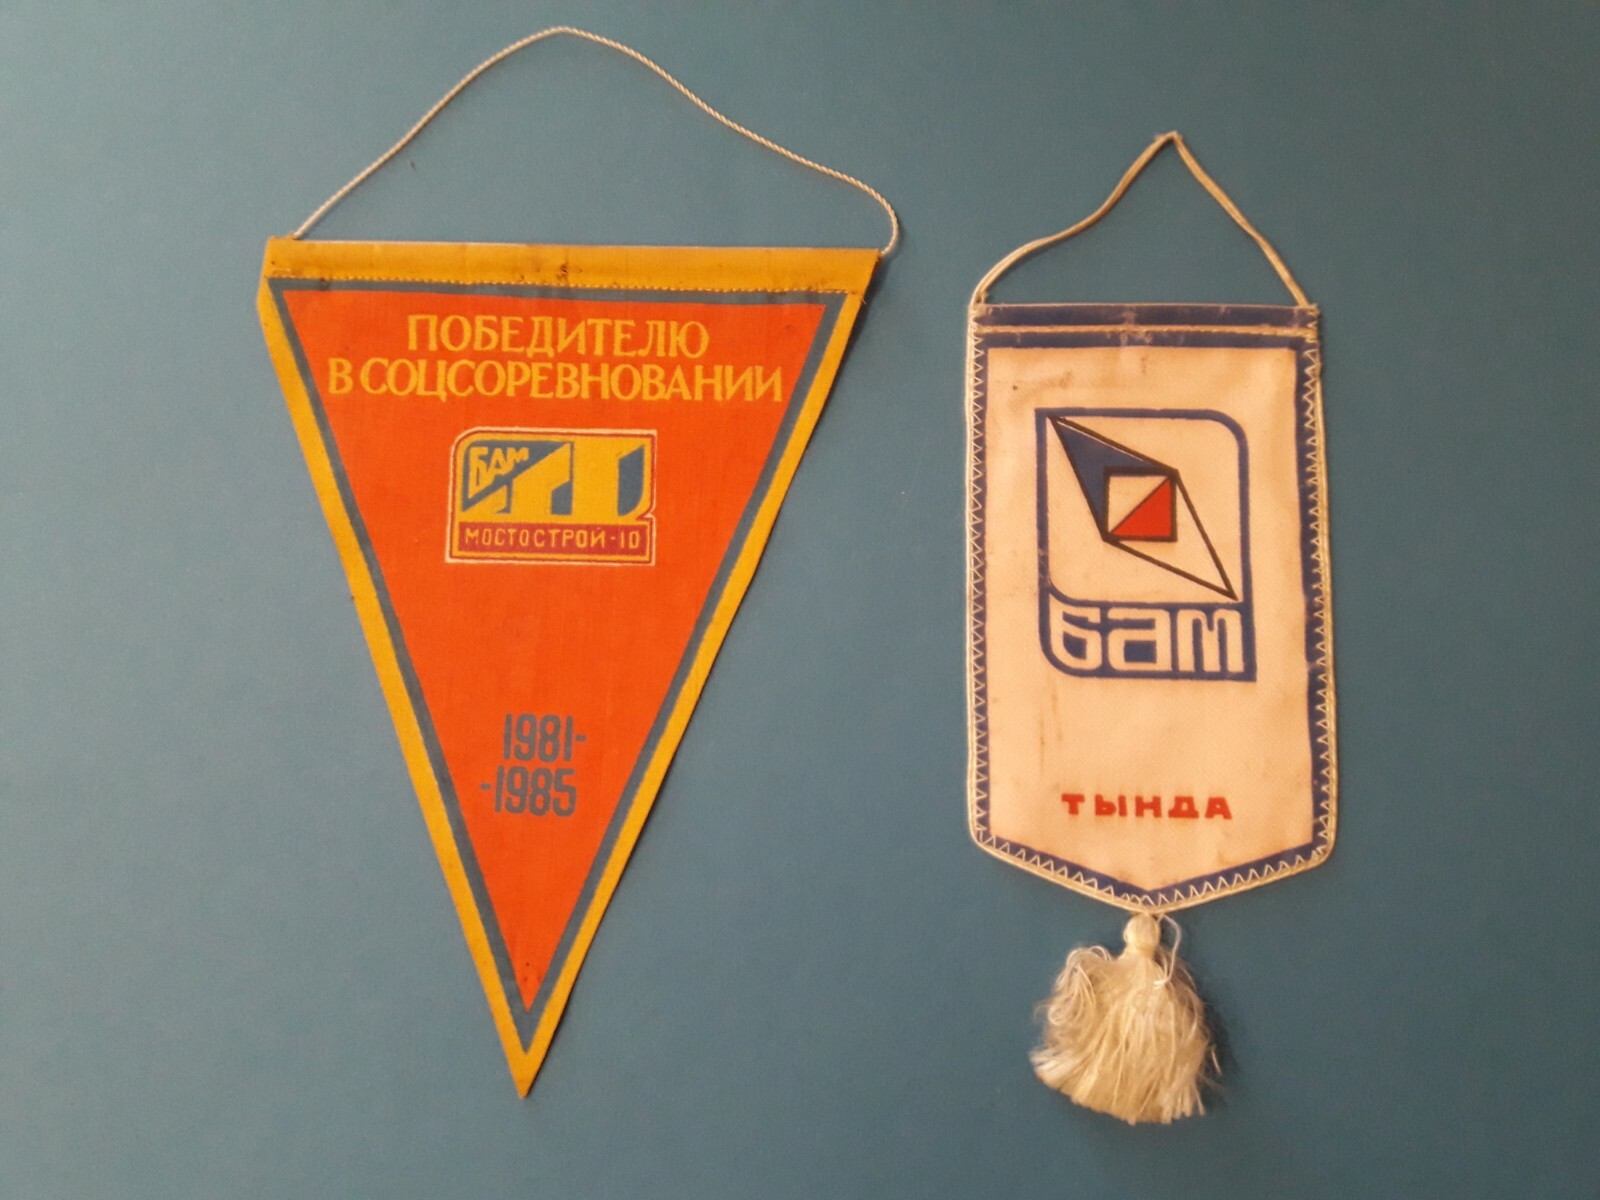 ПОБЕДИТЕЛЮ
В СОЦСОРЕВНОВАНИИ
БАМ
МОСТОСТРОЙ-10
1981-
-1985
БАМ
ТЫНДА